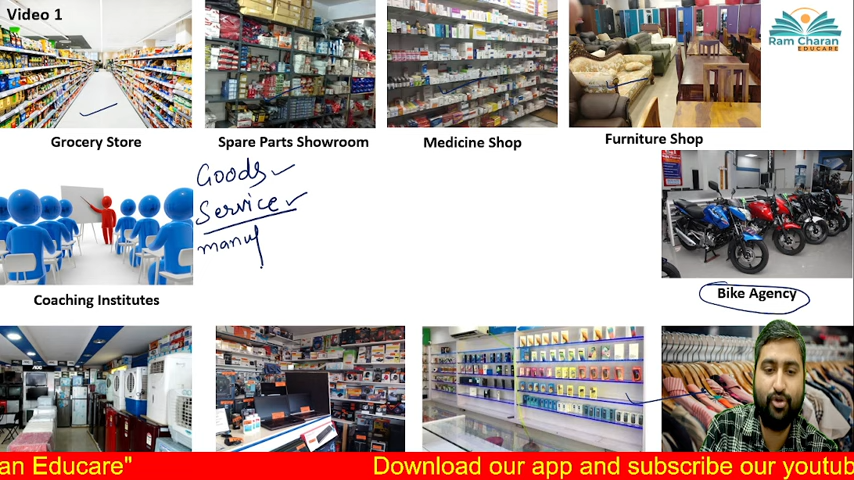 Video 1
Ram Charan
EDUCARE
Grocery Store
Spare Parts Showroom
Medicine Shop
Furniture Shop
Goods
Service
manuf
Coaching Institutes
Bike Agency
an Educare"
Download our app and subscribe our youtub